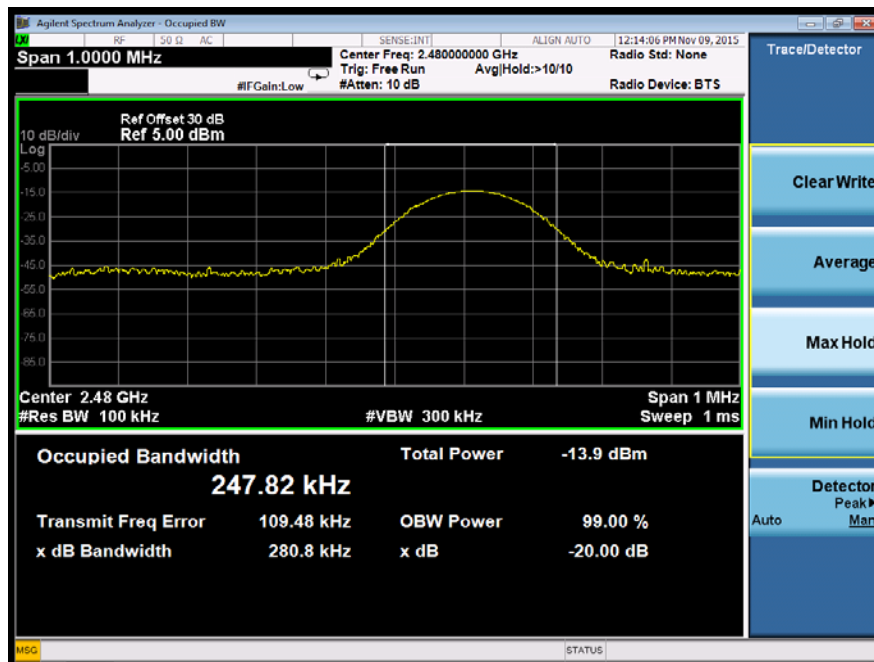 Agilent Spectrum Analyzer - Occupied BW
LXI RF 50 Ω AC SENSE:INT ALIGN AUTO 12:14:06 PM Nov 09, 2015
Span 1.0000 MHz
Center Freq: 2.480000000 GHz Radio Std: None
Trig: Free Run Avg|Hold:>10/10
#IFGain:Low #Atten: 10 dB Radio Device: BTS
Ref Offset 30 dB
10 dB/div Ref 5.00 dBm
Log
-5.00
-15.0
-25.0
-35.0
-45.0
-55.0
-65.0
-75.0
-85.0
Center 2.48 GHz Span 1 MHz
#Res BW 100 kHz #VBW 300 kHz Sweep 1 ms
Occupied Bandwidth Total Power -13.9 dBm
247.82 kHz
Transmit Freq Error 109.48 kHz OBW Power 99.00 %
x dB Bandwidth 280.8 kHz x dB -20.00 dB
MSG STATUS
Trace/Detector
Clear Write
Average
Max Hold
Min Hold
Detector
Peak
Auto Man